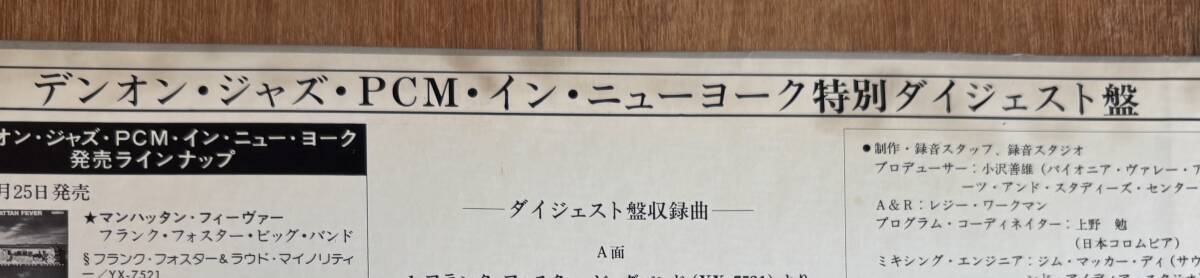 デンオン・ジャズ・PCM・イン・ニューヨーク特別ダイジェスト盤
オン・ジャズ・PCM・イン・ニュー・ヨーク
発売ラインナップ
月25日発売
ATTAN FEVER
★マンハッタン・フィーヴァー
フランク・フォスター・ビッグ・バンド
§フランク・フォスター&ラウド・マイノリティ
ー/YX-7521
ダイジェスト盤収録曲
A面
●制作・録音スタッフ、録音スタジオ
プロデューサー:小沢善雄(パイオニア・ヴァレー・ア
ーツ・アンド・スタディーズ・センター
A&R:レジー・ワークマン
プログラム・コーディネイター:上野 勉
(日本コロムビア)
ミキシング・エンジニア:ジム・マッカー・ディ(サウ